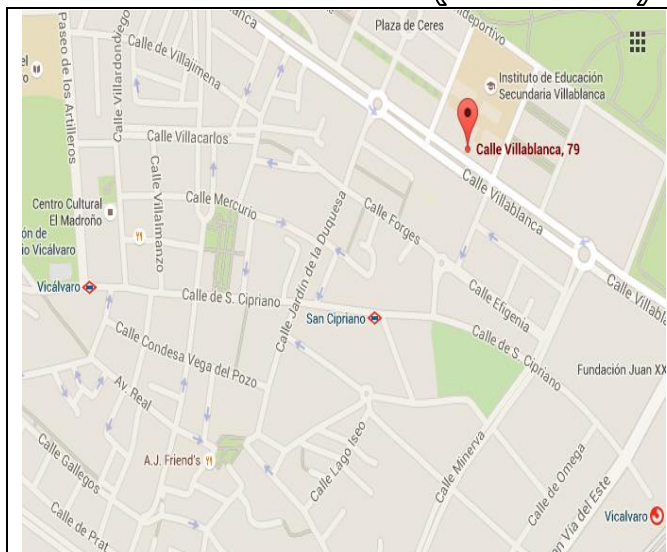 Plaza de Ceres
Instituto de Educación
Secundaria Villablanca
Calle Villablanca, 79
Calle Villablanca
Paseo de los Artilleros
Calle Villardondiego
Calle de Villajimena
Calle Villacarlos
Calle Villalmanzo
Calle Mercurio
Centro Cultural
El Madroño
Calle Forges
Calle Jardín de la Duquesa
Vicálvaro
Calle de S. Cipriano
San Cipriano
Calle Efigenia
Calle de S. Cipriano
Calle Condesa Vega del Pozo
Fundación Juan XX
Av. Real
A.J. Friend's
Calle Gallegos
Calle Lago Iseo
Calle Minerva
Calle de Omega
Vía del Este
Calle de Prat
Vicalvaro